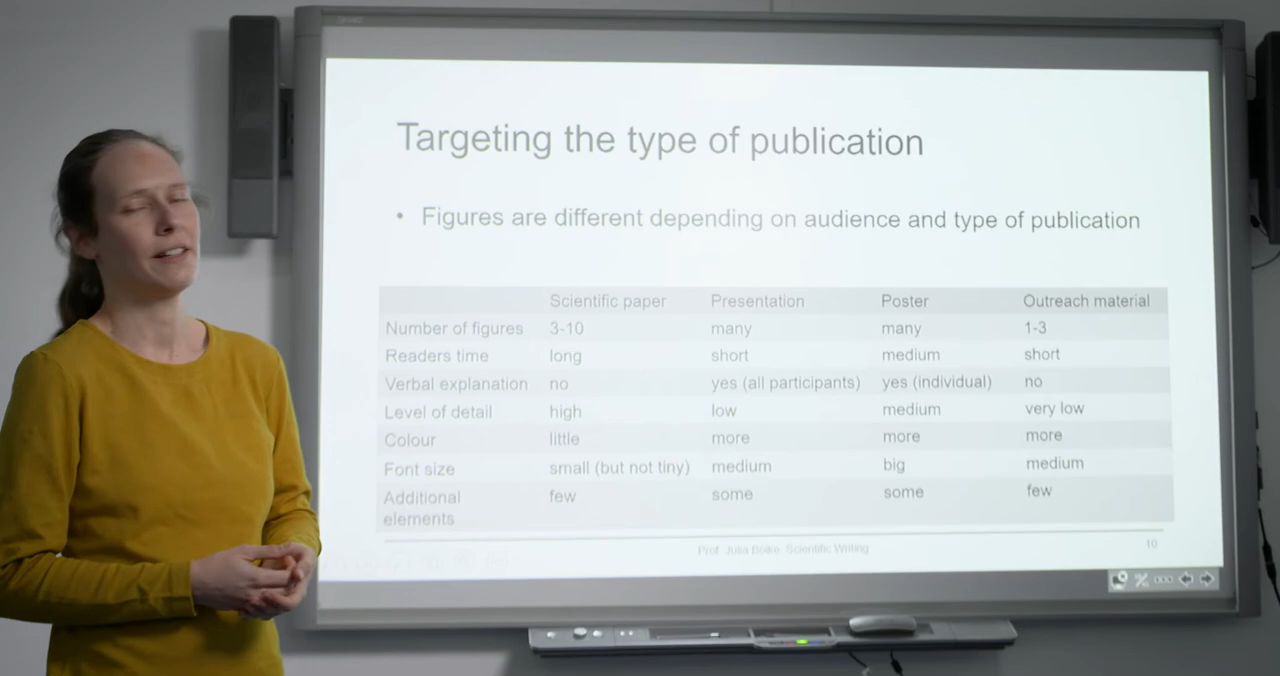 Targeting the type of publication
• Figures are different depending on audience and type of publication
Scientific paper Presentation Poster Outreach material
Number of figures 3-10 many many 1-3
Readers time long short medium short
Verbal explanation no yes (all participants) yes (individual) no
Level of detail high low medium very low
Colour little more more more
Font size small (but not tiny) medium big medium
Additional elements few some some few
Prof. Julia Boike: Scientific Writing 10